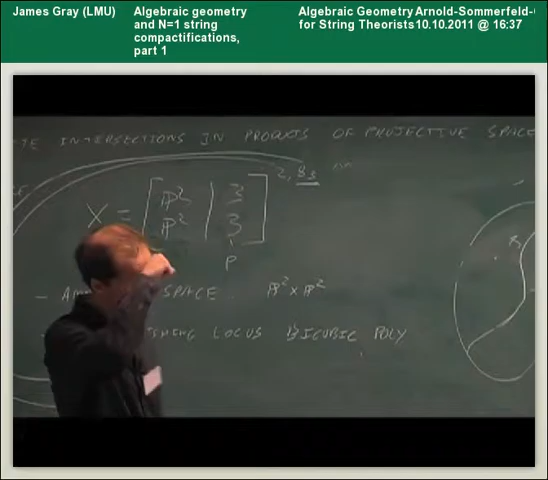 James Gray (LMU)
Algebraic geometry
and N=1 string
compactifications,
part 1
Algebraic Geometry
for String Theorists
Arnold-Sommerfeld-
10.10.2011 @ 16:37
INTERSECTIONS IN PRODUCTS OF PROJECTIVE SPACE
X = [ P² | 3
P² | 3 ] 2, 83
P
- AM SPACE P² x P²
LOCUS BICUBIC POLY